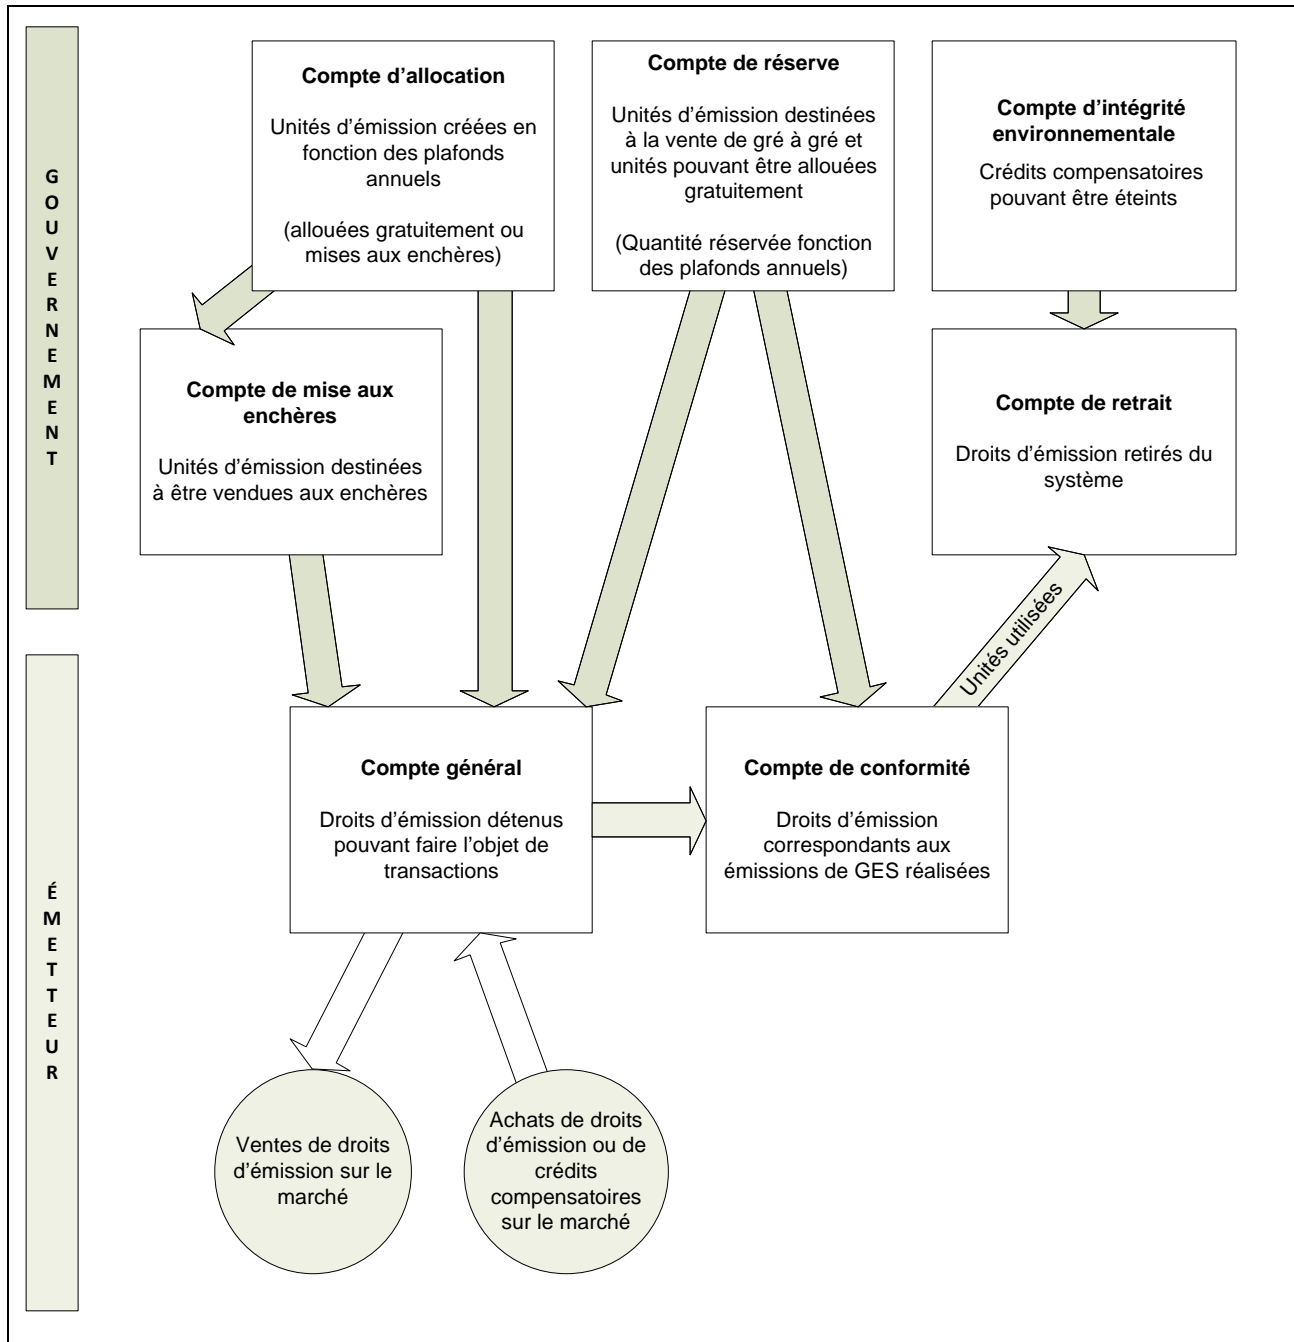 GOUVERNEMENT
Compte d'allocation
Unités d'émission créées en
fonction des plafonds
annuels
(allouées gratuitement ou
mises aux enchères)
Compte de réserve
Unités d'émission destinées
à la vente de gré à gré et
unités pouvant être allouées
gratuitement
(Quantité réservée fonction
des plafonds annuels)
Compte d'intégrité
environnementale
Crédits compensatoires
pouvant être éteints
Compte de mise aux
enchères
Unités d'émission destinées
à être vendues aux enchères
Compte de retrait
Droits d'émission retirés du
système
Unités utilisées
ÉMETTEUR
Compte général
Droits d'émission détenus
pouvant faire l'objet de
transactions
Compte de conformité
Droits d'émission
correspondants aux
émissions de GES réalisées
Ventes de droits
d'émission sur le
marché
Achats de droits
d'émission ou de
crédits
compensatoires
sur le marché